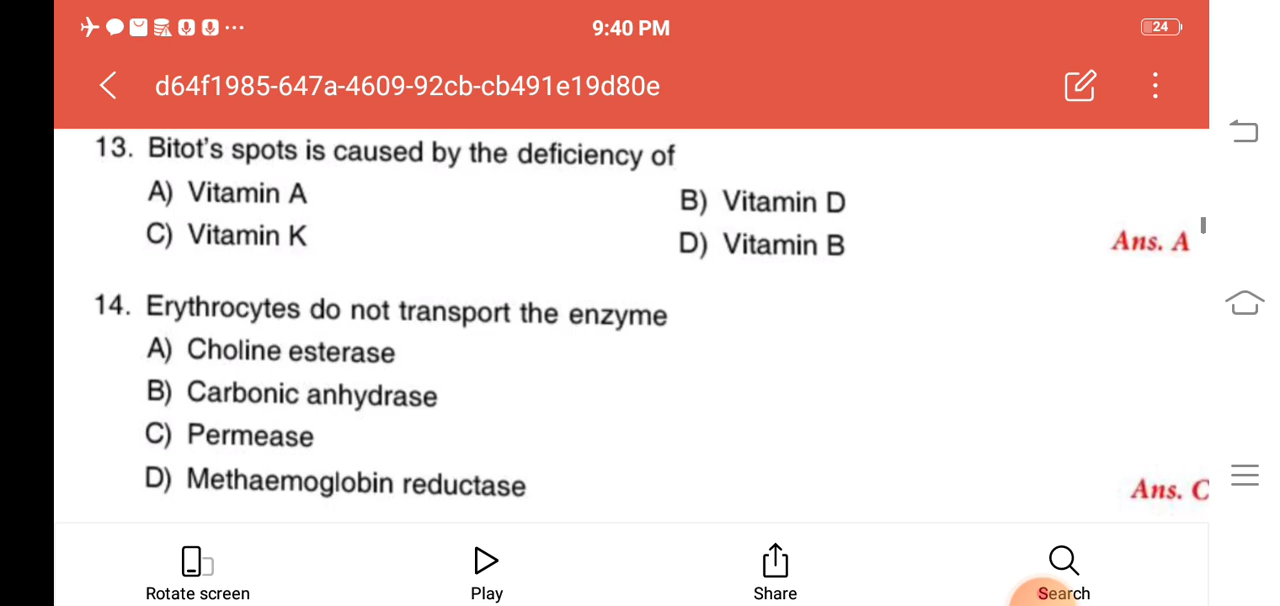 9:40 PM
24
d64f1985-647a-4609-92cb-cb491e19d80e
13. Bitot's spots is caused by the deficiency of
A) Vitamin A
B) Vitamin D
C) Vitamin K
D) Vitamin B
Ans. A
14. Erythrocytes do not transport the enzyme
A) Choline esterase
B) Carbonic anhydrase
C) Permease
D) Methaemoglobin reductase
Ans. C
Rotate screen
Play
Share
Search